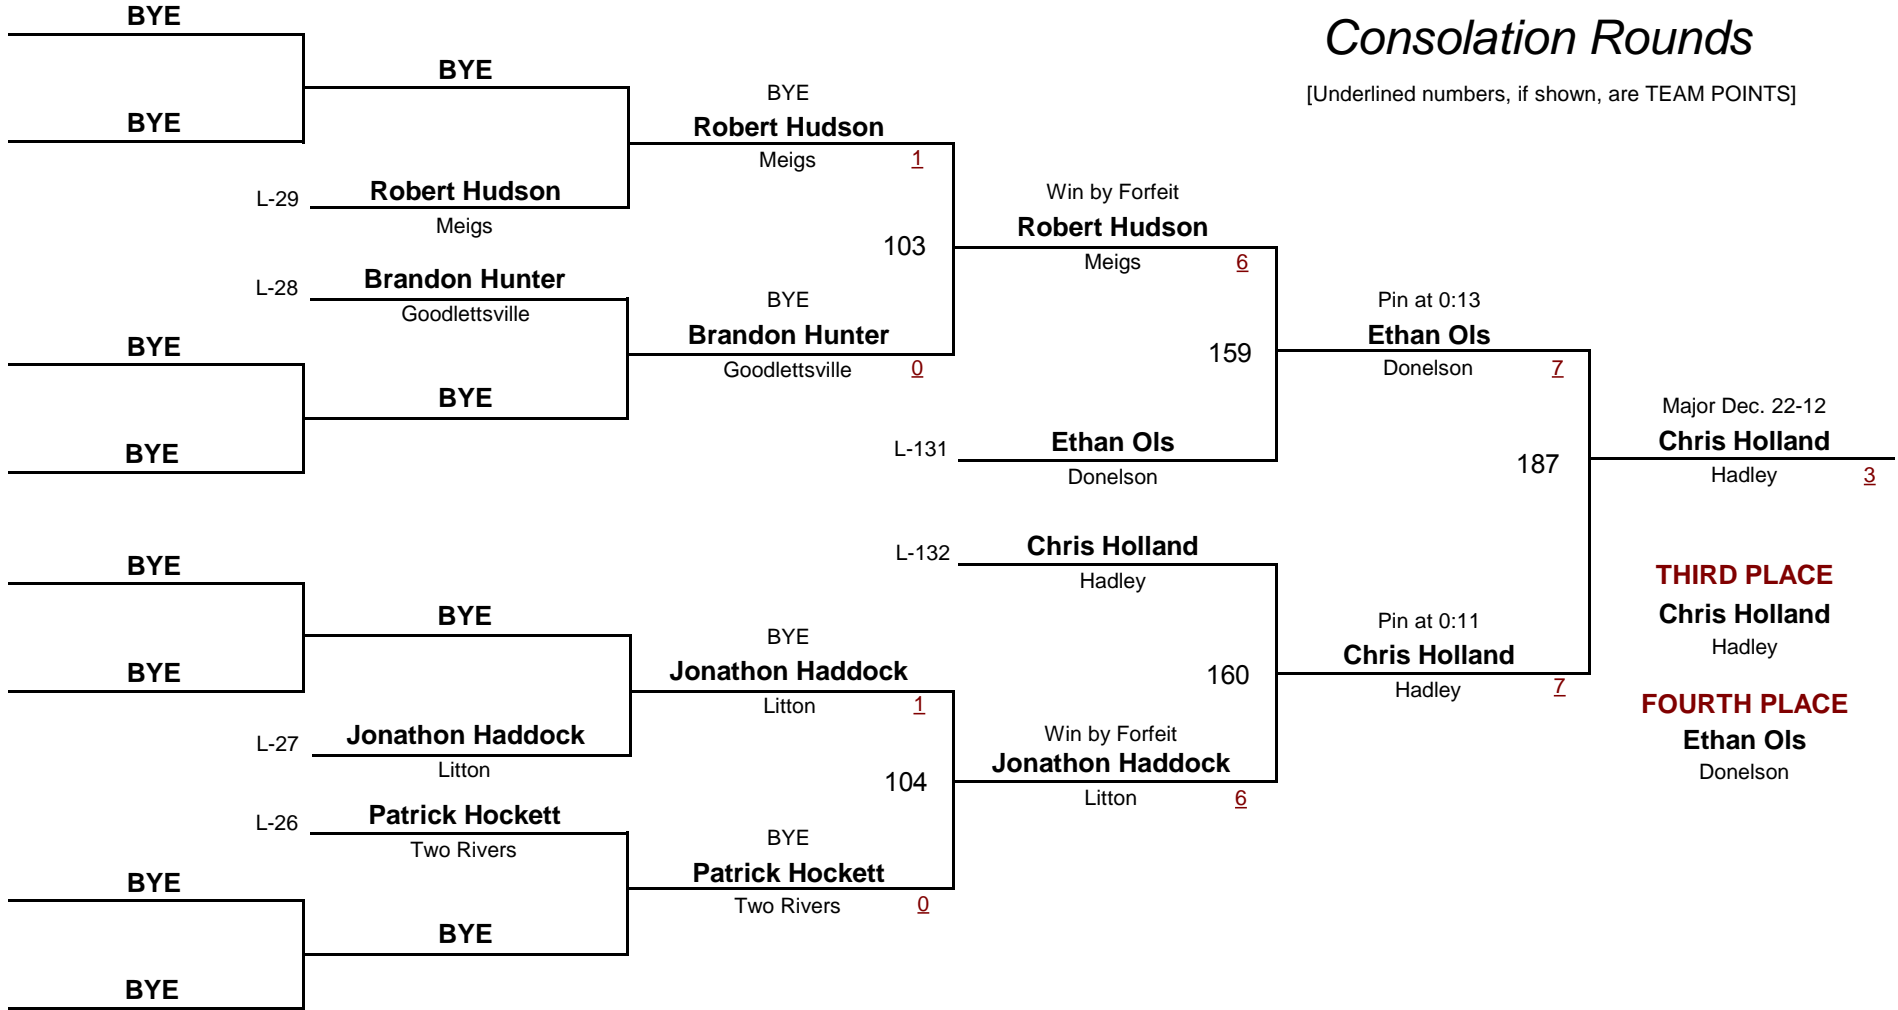 Consolation Rounds
[Underlined numbers, if shown, are TEAM POINTS]
BYE
BYE
BYE
L-29
Robert Hudson
Meigs
BYE
Robert Hudson
Meigs
1
L-28
Brandon Hunter
Goodlettsville
BYE
BYE
BYE
BYE
Brandon Hunter
Goodlettsville
0
103
Win by Forfeit
Robert Hudson
Meigs
6
L-131
Ethan Ols
Donelson
159
Pin at 0:13
Ethan Ols
Donelson
7
BYE
BYE
BYE
L-27
Jonathon Haddock
Litton
BYE
Jonathon Haddock
Litton
1
L-26
Patrick Hockett
Two Rivers
BYE
BYE
BYE
BYE
Patrick Hockett
Two Rivers
0
104
L-132
Chris Holland
Hadley
Win by Forfeit
Jonathon Haddock
Litton
6
160
Pin at 0:11
Chris Holland
Hadley
7
187
Major Dec. 22-12
Chris Holland
Hadley
3
THIRD PLACE
Chris Holland
Hadley
FOURTH PLACE
Ethan Ols
Donelson